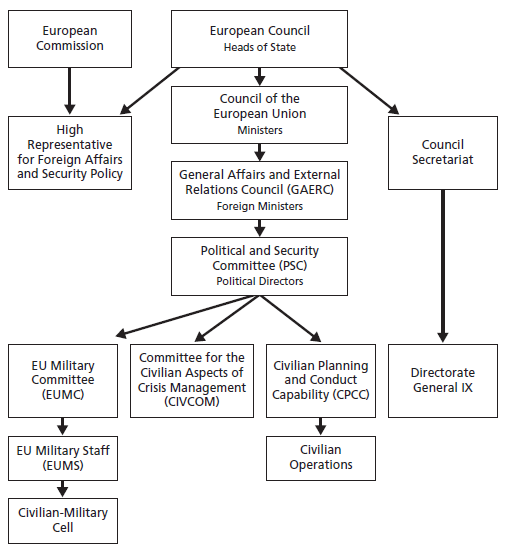 European
Commission
European Council
Heads of State
Council of the
European Union
Ministers
High
Representative
for Foreign Affairs
and Security Policy
Council
Secretariat
General Affairs and External
Relations Council (GAERC)
Foreign Ministers
Political and Security
Committee (PSC)
Political Directors
EU Military
Committee
(EUMC)
Committee for the
Civilian Aspects of
Crisis Management
(CIVCOM)
Civilian Planning
and Conduct
Capability (CPCC)
Directorate
General IX
EU Military Staff
(EUMS)
Civilian
Operations
Civilian-Military
Cell